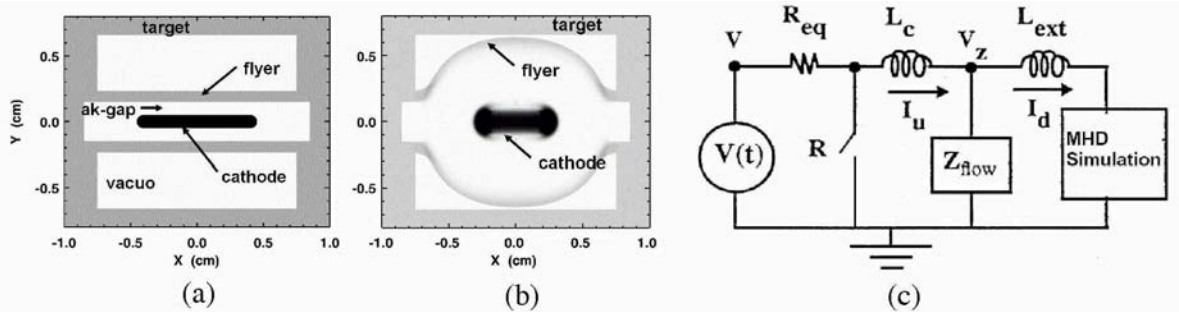 target
flyer
ak-gap
cathode
vacuo
Y (cm)
0.5
0.0
-0.5
-1.0 -0.5 0.0 0.5 1.0
X (cm)
(a)
target
flyer
cathode
0.5
0.0
-0.5
-1.0 -0.5 0.0 0.5 1.0
X (cm)
(b)
R_eq L_c L_ext
V V_z
I_u I_d
R
V(t)
Z_flow
MHD
Simulation
(c)